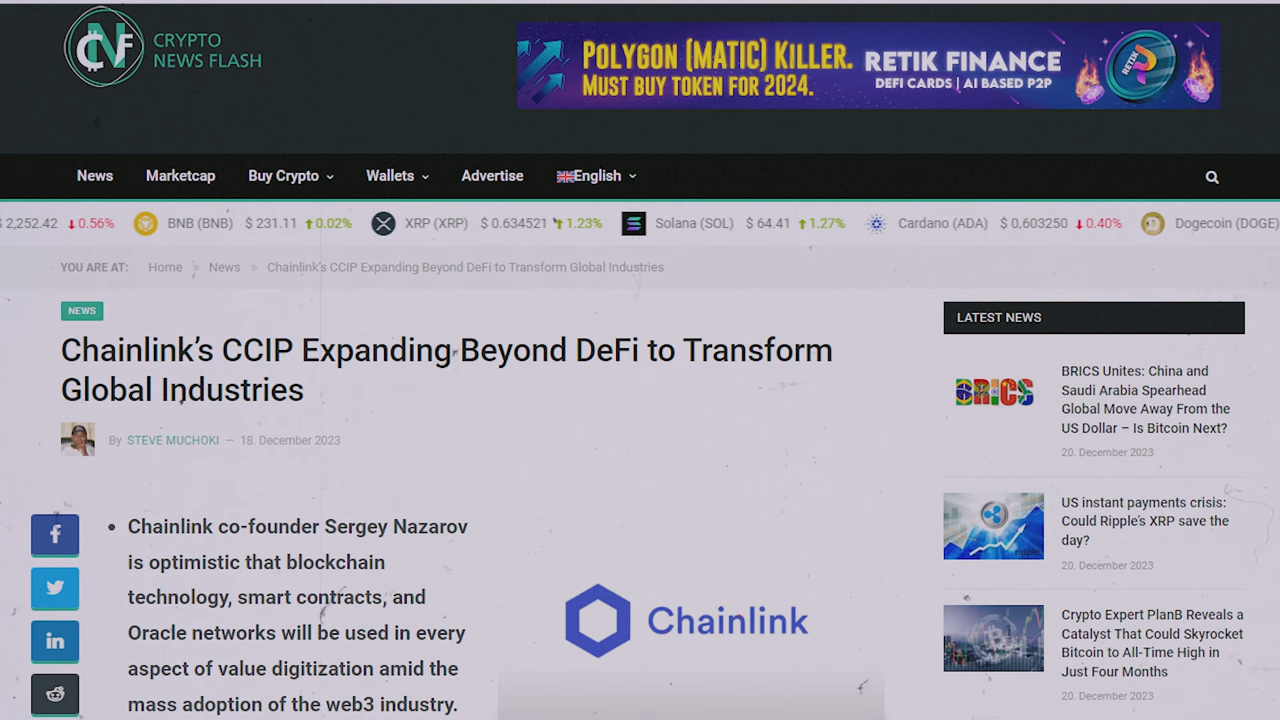 CNF
CRYPTO
NEWS FLASH
POLYGON (MATIC) KILLER.
MUST BUY TOKEN FOR 2024.
RETIK FINANCE
DEFI CARDS | AI BASED P2P
RETIK
News
Marketcap
Buy Crypto
Wallets
Advertise
English
$ 2,252.42 0.56% BNB (BNB) $ 231.11 0.02% XRP (XRP) $ 0.634521 1.23% Solana (SOL) $ 64.41 1.27% Cardano (ADA) $ 0,603250 0.40% Dogecoin (DOGE)
YOU ARE AT: Home » News » Chainlink’s CCIP Expanding Beyond DeFi to Transform Global Industries
NEWS
Chainlink’s CCIP Expanding Beyond DeFi to Transform
Global Industries
By STEVE MUCHOKI — 18. December 2023
• Chainlink co-founder Sergey Nazarov
is optimistic that blockchain
technology, smart contracts, and
Oracle networks will be used in every
aspect of value digitization amid the
mass adoption of the web3 industry.
Chainlink
LATEST NEWS
BRICS
BRICS Unites: China and
Saudi Arabia Spearhead
Global Move Away From the
US Dollar – Is Bitcoin Next?
20. December 2023
ripple
US instant payments crisis:
Could Ripple’s XRP save the
day?
20. December 2023
Crypto Expert PlanB Reveals a
Catalyst That Could Skyrocket
Bitcoin to All-Time High in
Just Four Months
20. December 2023